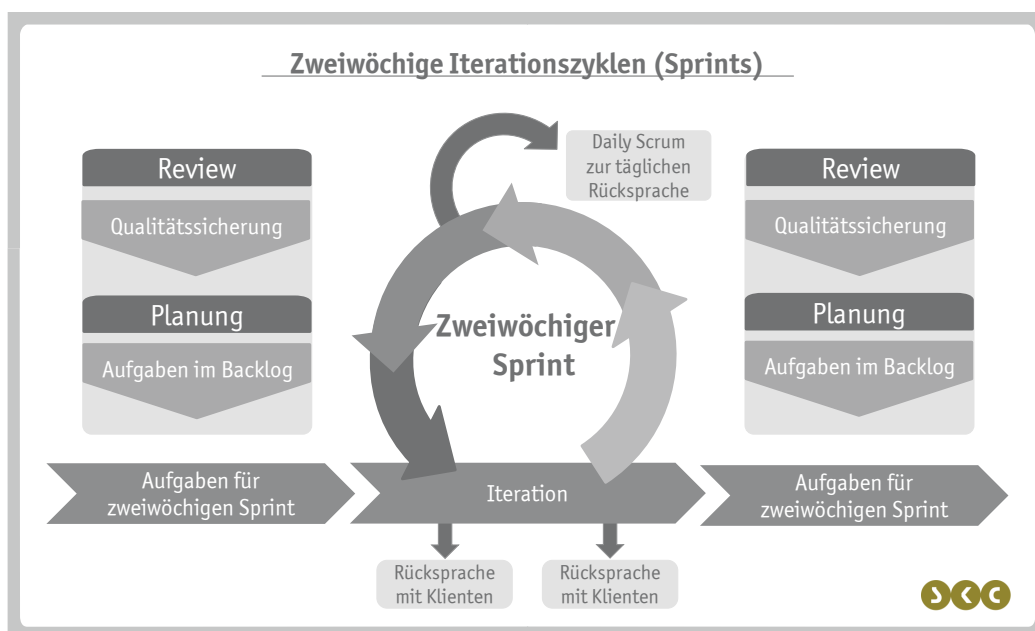 Zweiwöchige Iterationszyklen (Sprints)
Review
Qualitätssicherung
Planung
Aufgaben im Backlog
Daily Scrum
zur täglichen
Rücksprache
Zweiwöchiger
Sprint
Review
Qualitätssicherung
Planung
Aufgaben im Backlog
Aufgaben für
zweiwöchigen Sprint
Iteration
Aufgaben für
zweiwöchigen Sprint
Rücksprache
mit Klienten
Rücksprache
mit Klienten
SCC